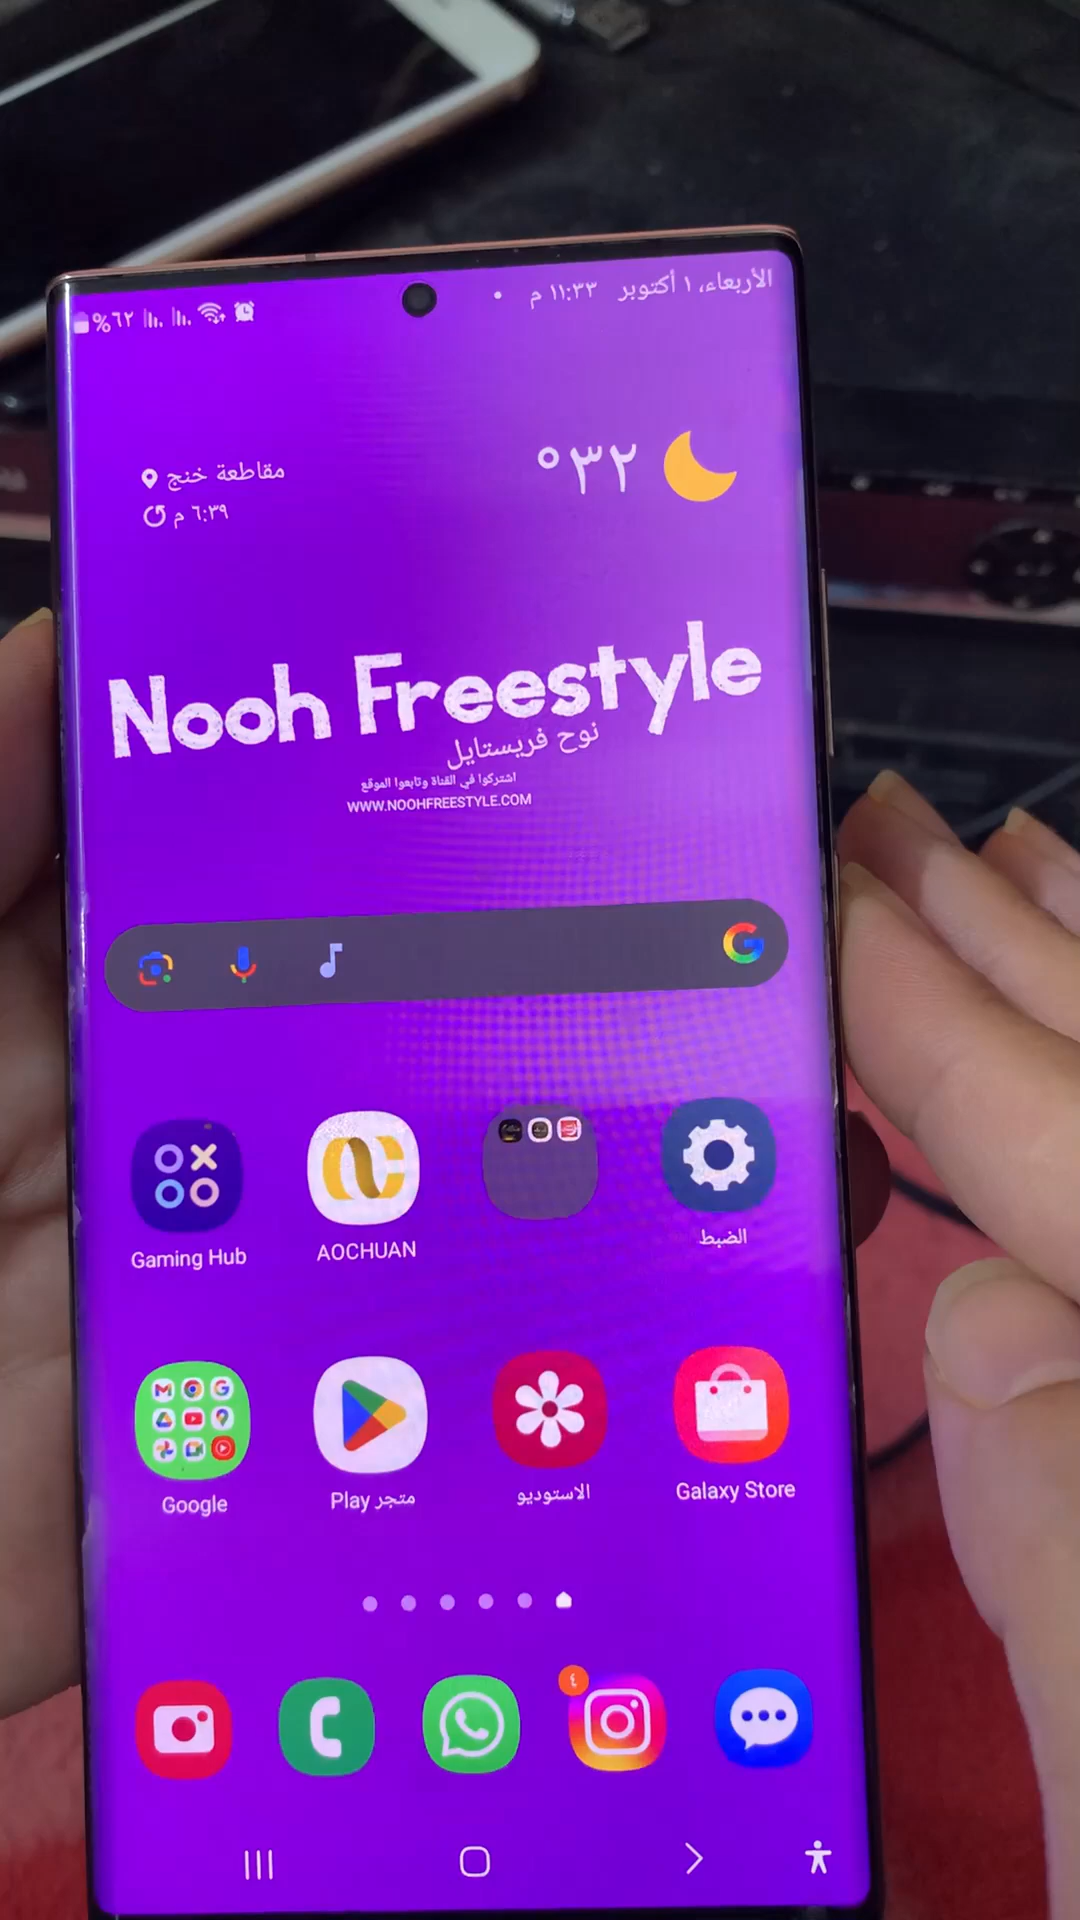 الأربعاء، ١ أكتوبر ١١:٣٣ م
%٦٢
°٣٢
مقاطعة خنج
٦:٣٩ م
Nooh Freestyle
نوح فريستايل
اشتركوا في القناة وتابعوا الموقع
WWW.NOOHFREESTYLE.COM
الضبط
AOCHUAN
Gaming Hub
Galaxy Store
الاستوديو
متجر Play
Google
٤